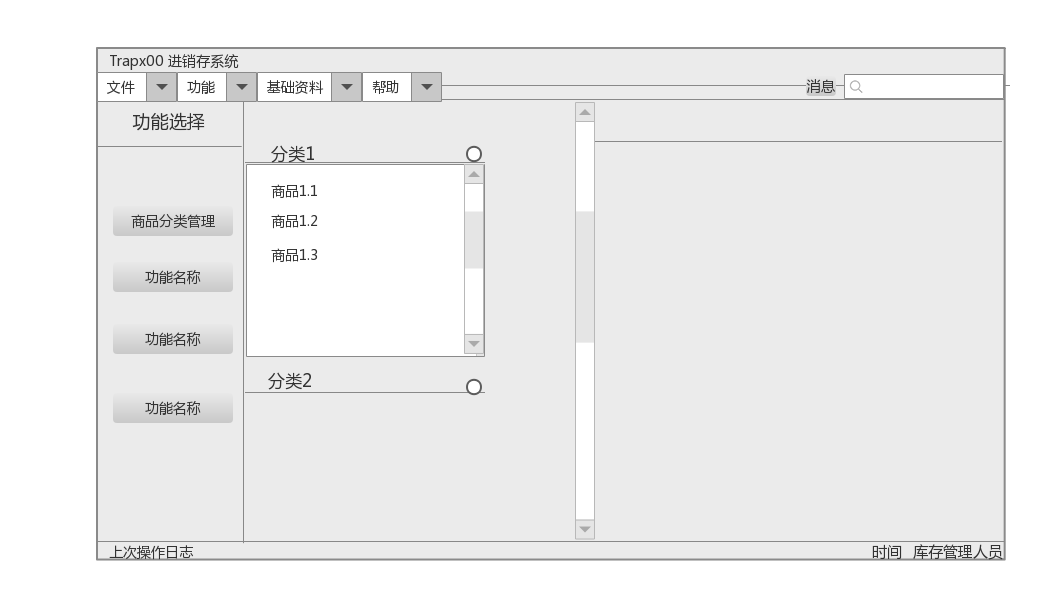 Trapx00 进销存系统
文件 功能 基础资料 帮助 消息
功能选择
商品分类管理
功能名称
功能名称
功能名称
分类1
商品1.1
商品1.2
商品1.3
分类2
上次操作日志 时间 库存管理人员